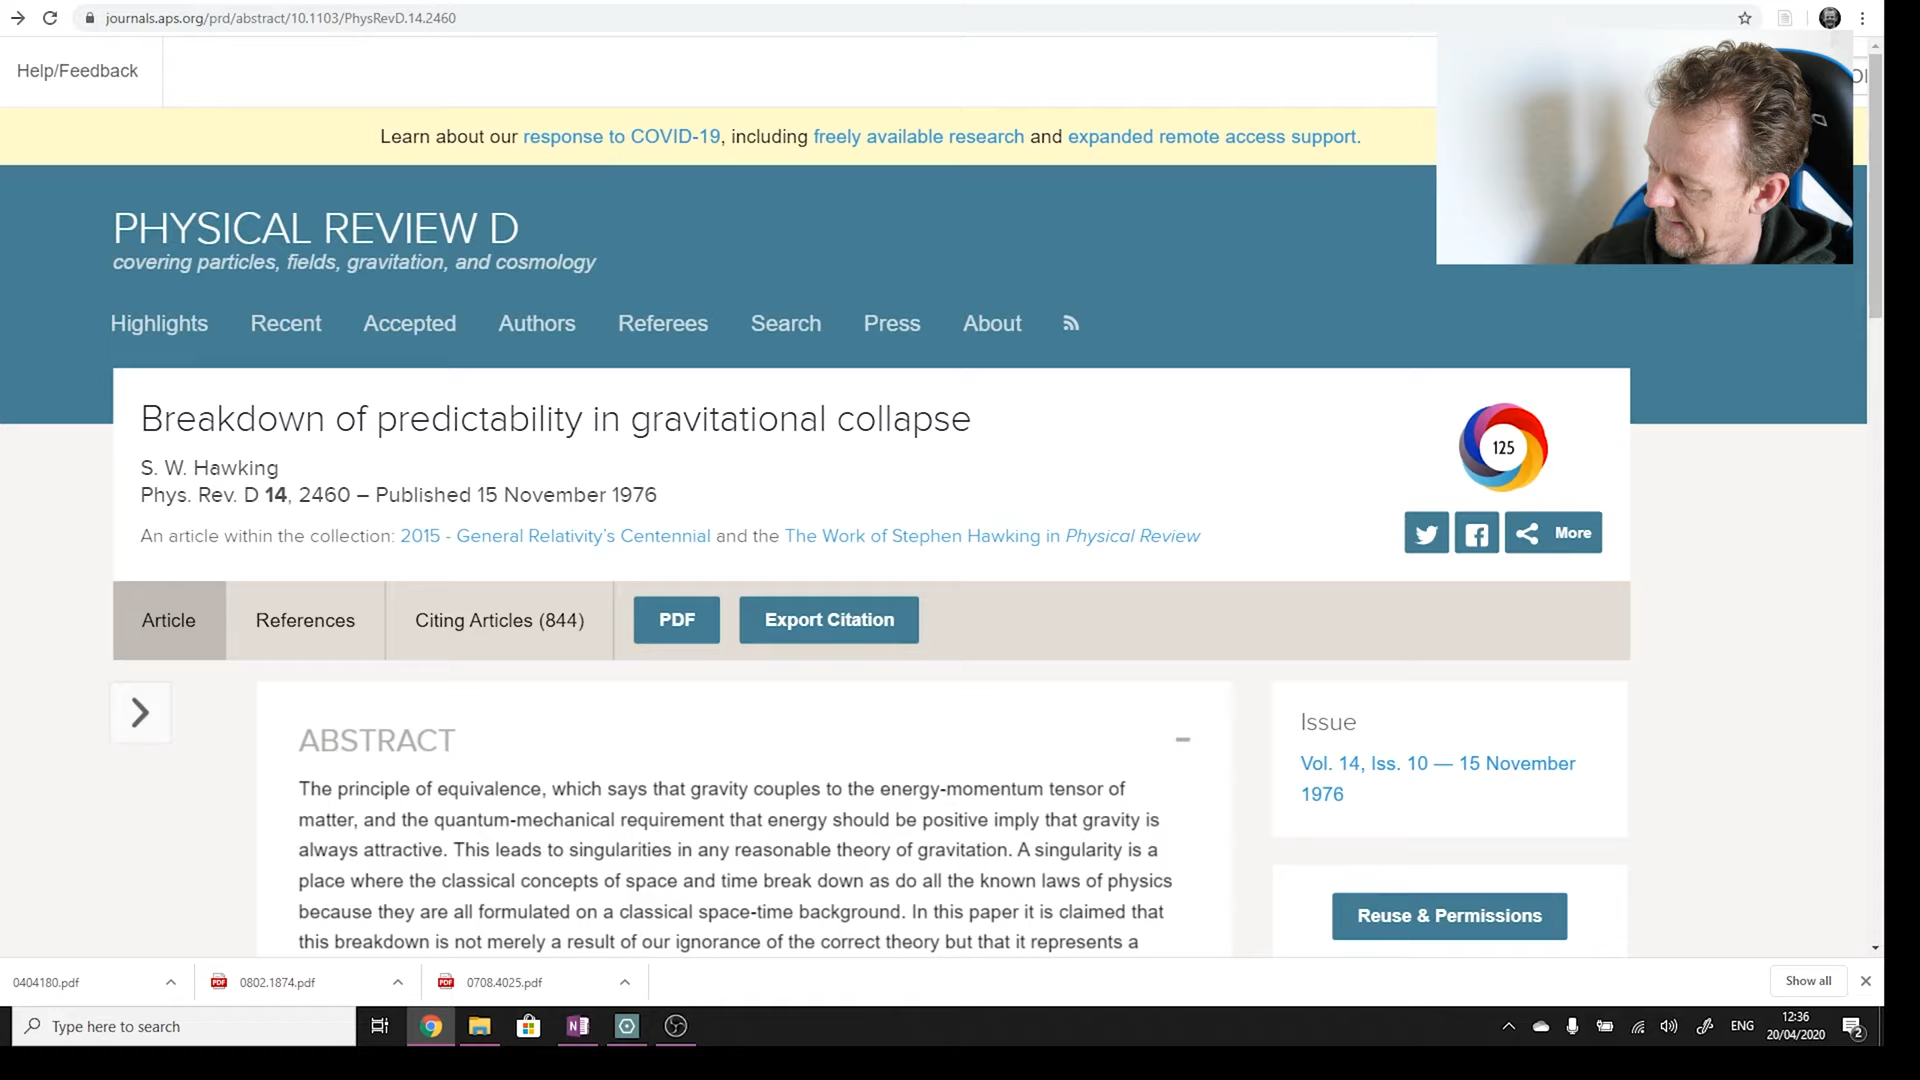 journals.aps.org/prd/abstract/10.1103/PhysRevD.14.2460
Help/Feedback
Learn about our response to COVID-19, including freely available research and expanded remote access support.
PHYSICAL REVIEW D
covering particles, fields, gravitation, and cosmology
Highlights Recent Accepted Authors Referees Search Press About
Breakdown of predictability in gravitational collapse
125
S. W. Hawking
Phys. Rev. D 14, 2460 – Published 15 November 1976
An article within the collection: 2015 - General Relativity's Centennial and the The Work of Stephen Hawking in Physical Review
More
Article References Citing Articles (844) PDF Export Citation
ABSTRACT
The principle of equivalence, which says that gravity couples to the energy-momentum tensor of
matter, and the quantum-mechanical requirement that energy should be positive imply that gravity is
always attractive. This leads to singularities in any reasonable theory of gravitation. A singularity is a
place where the classical concepts of space and time break down as do all the known laws of physics
because they are all formulated on a classical space-time background. In this paper it is claimed that
this breakdown is not merely a result of our ignorance of the correct theory but that it represents a
Issue
Vol. 14, Iss. 10 — 15 November
1976
Reuse & Permissions
0404180.pdf PDF 0802.1874.pdf PDF 0708.4025.pdf Show all
Type here to search
ENG
12:36
20/04/2020
2